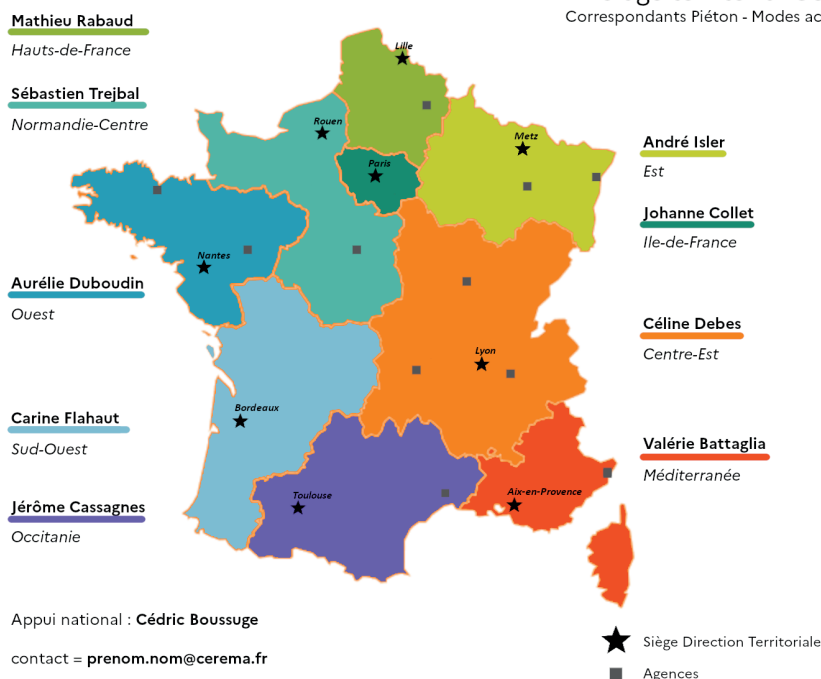 Correspondants Piéton - Modes
Mathieu Rabaud
Hauts-de-France
Sébastien Trejbal
Normandie-Centre
Aurélie Duboudin
Ouest
Carine Flahaut
Sud-Ouest
Jérôme Cassagnes
Occitanie
Lille
Rouen
Paris
Metz
Nantes
Lyon
Bordeaux
Toulouse
Aix-en-Provence
André Isler
Est
Johanne Collet
Ile-de-France
Céline Debes
Centre-Est
Valérie Battaglia
Méditerranée
Appui national : Cédric Boussuge
contact = prenom.nom@cerema.fr
Siège Direction Territoriale
Agences